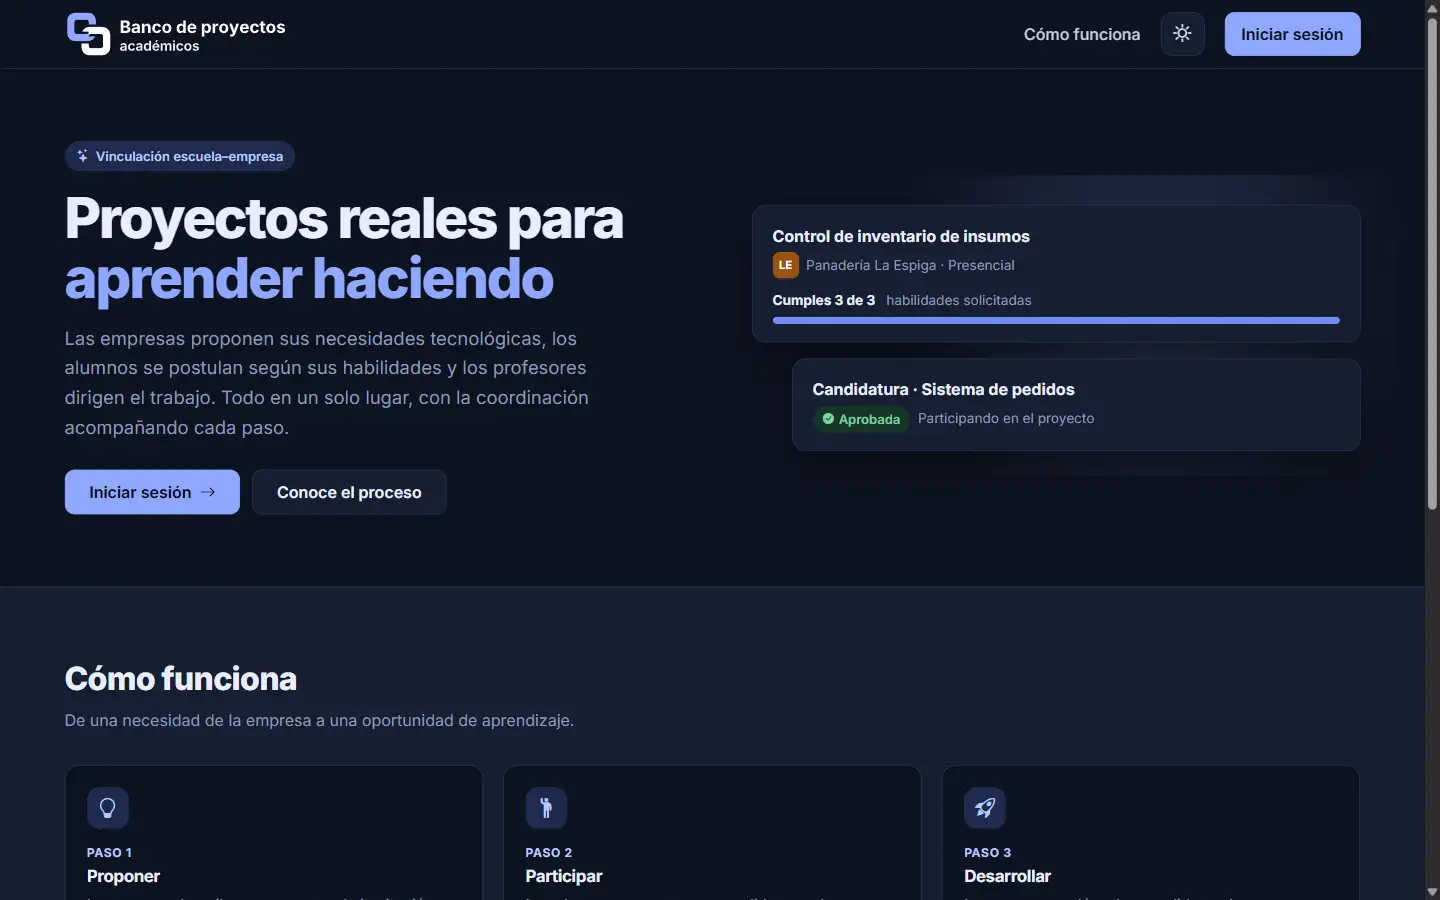 Banco de proyectos
académicos
Cómo funciona
Iniciar sesión
Vinculación escuela–empresa
Proyectos reales para
aprender haciendo
Las empresas proponen sus necesidades tecnológicas, los
alumnos se postulan según sus habilidades y los profesores
dirigen el trabajo. Todo en un solo lugar, con la coordinación
acompañando cada paso.
Iniciar sesión →
Conoce el proceso
Control de inventario de insumos
LE Panadería La Espiga · Presencial
Cumples 3 de 3 habilidades solicitadas
Candidatura · Sistema de pedidos
Aprobada Participando en el proyecto
Cómo funciona
De una necesidad de la empresa a una oportunidad de aprendizaje.
PASO 1
Proponer
PASO 2
Participar
PASO 3
Desarrollar